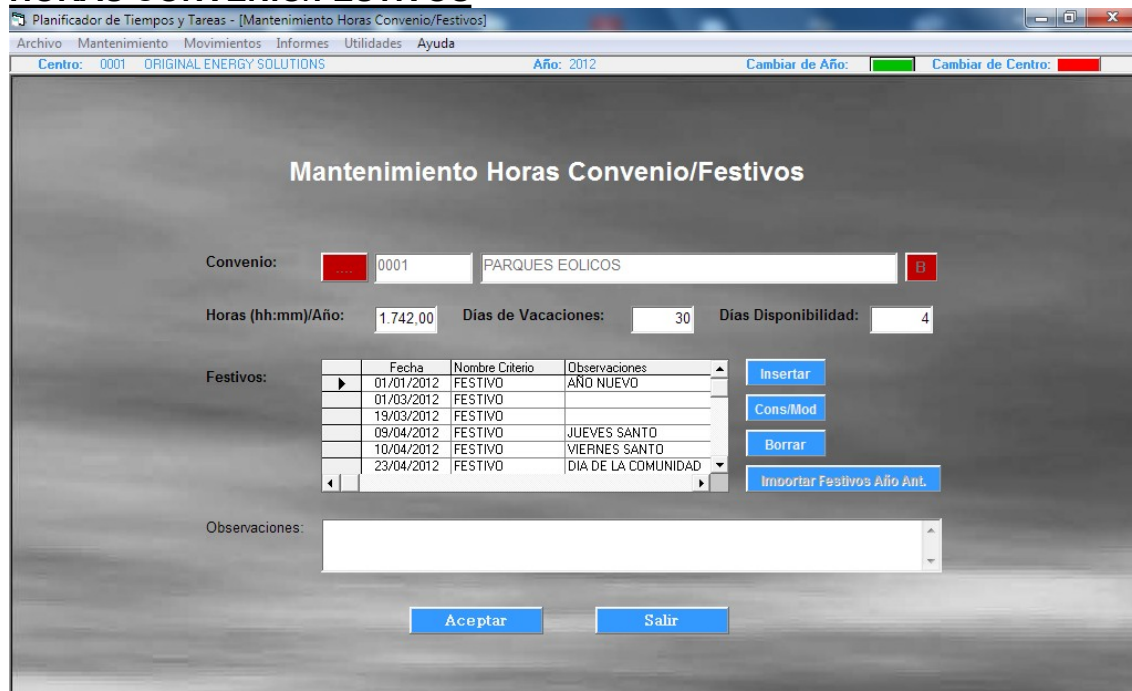 Planificador de Tiempos y Tareas - [Mantenimiento Horas Convenio/Festivos]
Archivo Mantenimiento Movimientos Informes Utilidades Ayuda
Centro: 0001 ORIGINAL ENERGY SOLUTIONS Año: 2012 Cambiar de Año: Cambiar de Centro:
Mantenimiento Horas Convenio/Festivos
Convenio: .... 0001 PARQUES EOLICOS B
Horas (hh:mm)/Año: 1.742,00 Días de Vacaciones: 30 Días Disponibilidad: 4
Festivos:
Fecha Nombre Criterio Observaciones
01/01/2012 FESTIVO AÑO NUEVO
01/03/2012 FESTIVO
19/03/2012 FESTIVO
09/04/2012 FESTIVO JUEVES SANTO
10/04/2012 FESTIVO VIERNES SANTO
23/04/2012 FESTIVO DIA DE LA COMUNIDAD
Insertar
Cons/Mod
Borrar
Importar Festivos Año Ant.
Observaciones:
Aceptar Salir